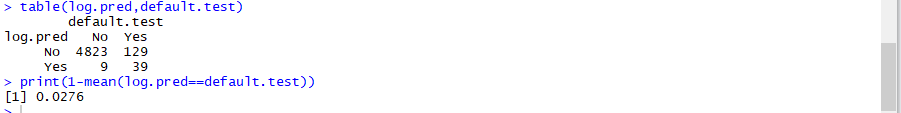 > table(log.pred,default.test)
        default.test
log.pred   No  Yes
     No  4823  129
     Yes    9   39
> print(1-mean(log.pred==default.test))
[1] 0.0276
>